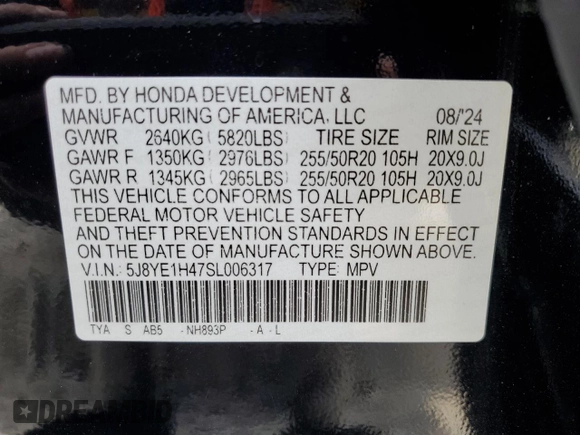 MFD. BY HONDA DEVELOPMENT &
MANUFACTURING OF AMERICA, LLC 08/'24
GVWR 2640KG ( 5820LBS) TIRE SIZE RIM SIZE
GAWR F 1350KG ( 2976LBS) 255/50R20 105H 20X9.0J
GAWR R 1345KG ( 2965LBS) 255/50R20 105H 20X9.0J
THIS VEHICLE CONFORMS TO ALL APPLICABLE
FEDERAL MOTOR VEHICLE SAFETY
AND THEFT PREVENTION STANDARDS IN EFFECT
ON THE DATE OF MANUFACTURE SHOWN ABOVE.
V.I.N.: 5J8YE1H47SL006317 TYPE: MPV
TYA S AB5 -NH893P -A-L
DREAMBID